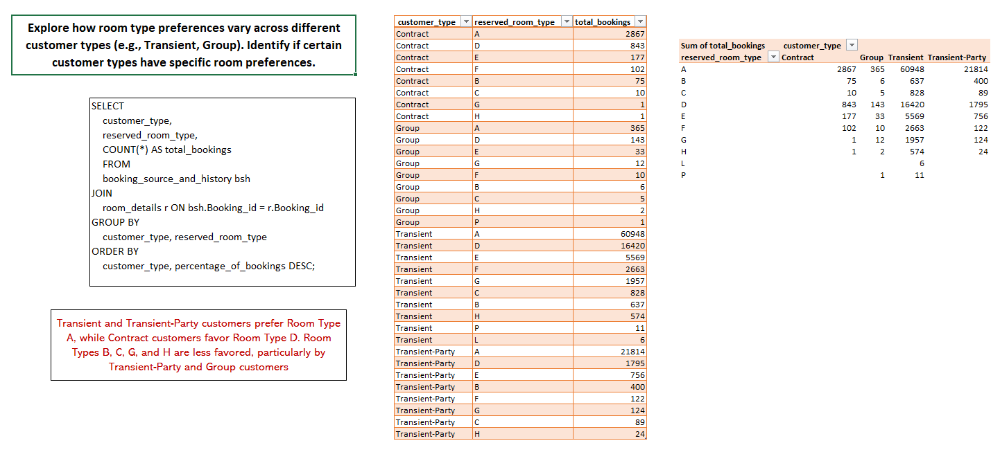 Explore how room type preferences vary across different
customer types (e.g., Transient, Group). Identify if certain
customer types have specific room preferences.
SELECT
customer_type,
reserved_room_type,
COUNT(*) AS total_bookings
FROM
booking_source_and_history bsh
JOIN
room_details r ON bsh.Booking_id = r.Booking_id
GROUP BY
customer_type, reserved_room_type
ORDER BY
customer_type, percentage_of_bookings DESC;
Transient and Transient-Party customers prefer Room Type
A, while Contract customers favor Room Type D. Room
Types B, C, G, and H are less favored, particularly by
Transient-Party and Group customers
customer_type reserved_room_type total_bookings
Contract A 2867
Contract D 843
Contract E 177
Contract F 102
Contract B 75
Contract C 10
Contract G 1
Contract H 1
Group A 365
Group D 143
Group E 33
Group G 12
Group F 10
Group B 6
Group C 5
Group H 2
Group P 1
Transient A 60948
Transient D 16420
Transient E 5569
Transient F 2663
Transient G 1957
Transient C 828
Transient B 637
Transient H 574
Transient P 11
Transient L 6
Transient-Party A 21814
Transient-Party D 1795
Transient-Party E 756
Transient-Party B 400
Transient-Party F 122
Transient-Party G 124
Transient-Party C 89
Transient-Party H 24
Sum of total_bookings customer_type
reserved_room_type Contract Group Transient Transient-Party
A 2867 365 60948 21814
B 75 6 637 400
C 10 5 828 89
D 843 143 16420 1795
E 177 33 5569 756
F 102 10 2663 122
G 1 12 1957 124
H 1 2 574 24
L 6
P 1 11